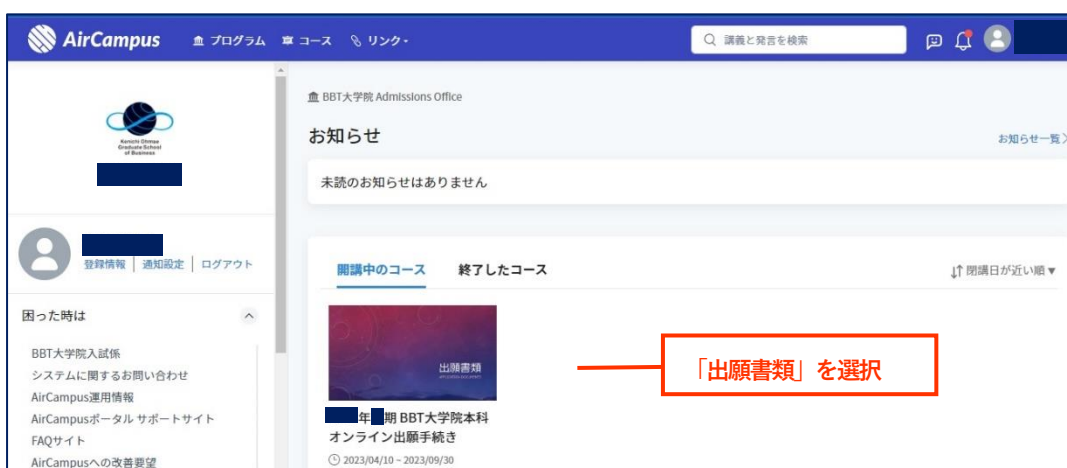 AirCampus プログラム コース リンク 講義と発言を検索
Kenichi Ohmae
Graduate School
of Business
BBT大学院 Admissions Office
お知らせ
お知らせ一覧
未読のお知らせはありません
登録情報 通知設定 ログアウト
困った時は
BBT大学院入試係
システムに関するお問い合わせ
AirCampus運用情報
AirCampusポータル サポートサイト
FAQサイト
AirCampusへの改善要望
開講中のコース 終了したコース
閉講日が近い順
出願書類
年 期 BBT大学院本科
オンライン出願手続き
2023/04/10 ~ 2023/09/30
「出願書類」を選択